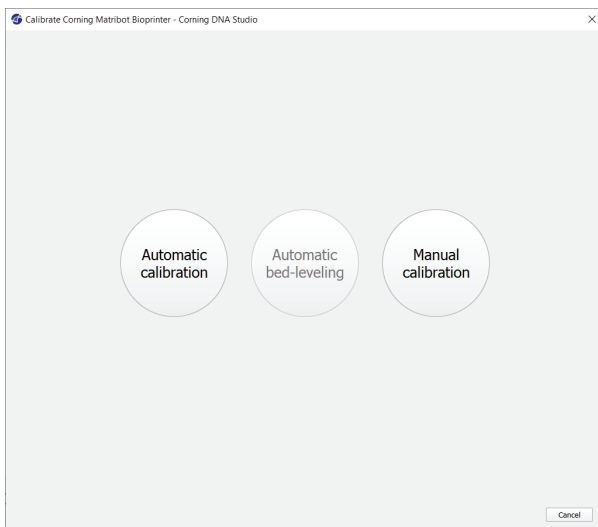 Calibrate Corning Matribot Bioprinter - Corning DNA Studio
Automatic
calibration
Automatic
bed-leveling
Manual
calibration
Cancel